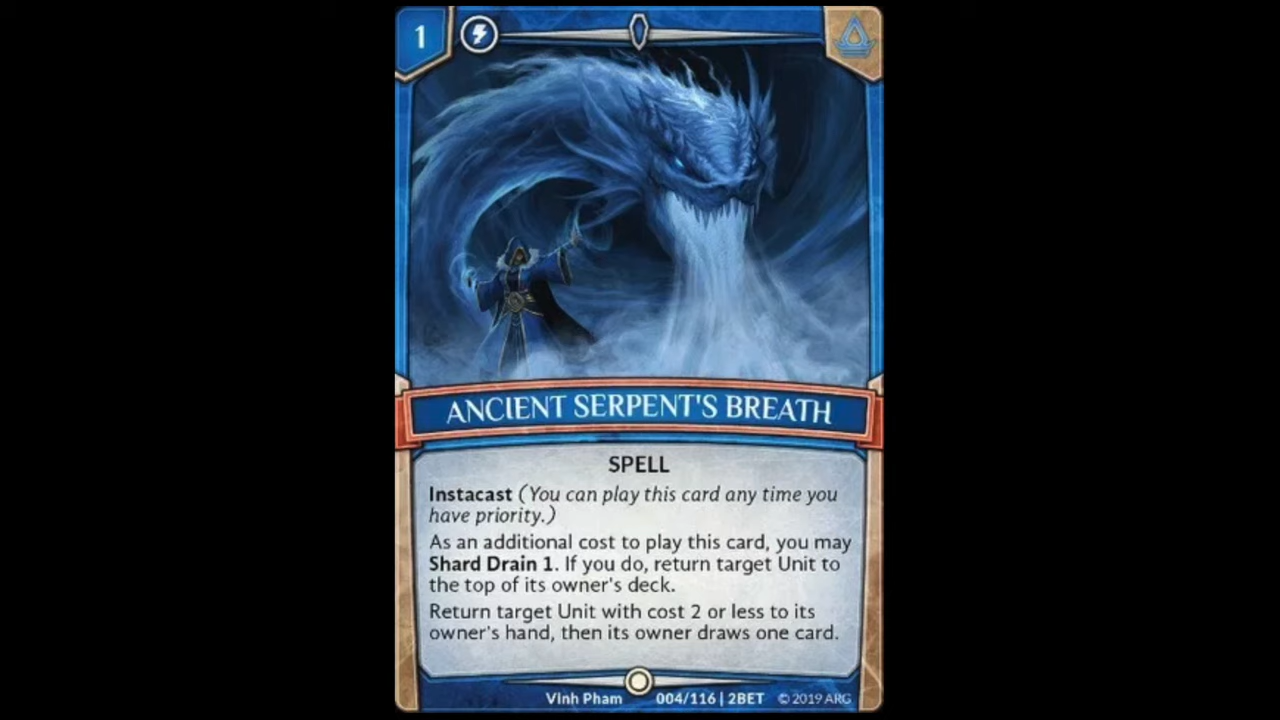 1
ANCIENT SERPENT'S BREATH
SPELL
Instacast (You can play this card any time you
have priority.)
As an additional cost to play this card, you may
Shard Drain 1. If you do, return target Unit to
the top of its owner's deck.
Return target Unit with cost 2 or less to its
owner's hand, then its owner draws one card.
Vinh Pham 004/116 | 2BET © 2019 ARG